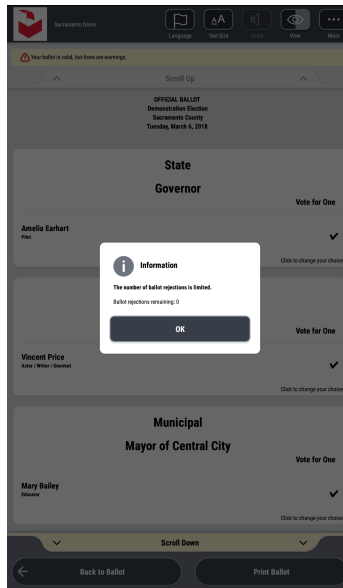 Sacramento Demo
Language
AA
Text Size
Audio
View
More
Your ballot is valid, but there are warnings.
Scroll Up
OFFICIAL BALLOT
Demonstration Election
Sacramento County
Tuesday, March 6, 2018
State
Governor
Vote for One
Amelia Earhart
Pilot
Click to change your choice
i Information
The number of ballot rejections is limited.
Ballot rejections remaining: 0
OK
Vote for One
Vincent Price
Actor / Writer / Gourmet
Click to change your choice
Municipal
Mayor of Central City
Vote for One
Mary Bailey
Educator
Click to change your choice
Scroll Down
Back to Ballot
Print Ballot